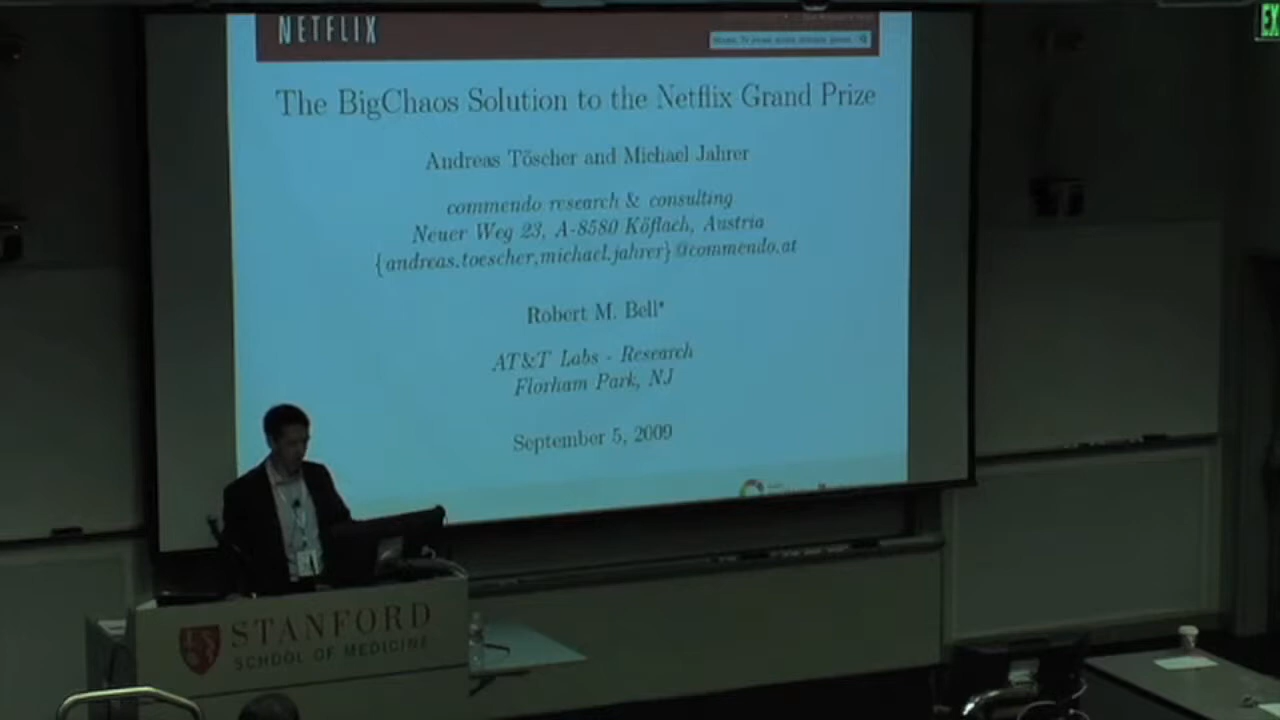 NETFLIX
The BigChaos Solution to the Netflix Grand Prize
Andreas Töscher and Michael Jahrer
commendo research & consulting
Neuer Weg 23, A-8580 Köflach, Austria
{andreas.toescher,michael.jahrer}@commendo.at
Robert M. Bell*
AT&T Labs - Research
Florham Park, NJ
September 5, 2009
STANFORD
SCHOOL OF MEDICINE
EX